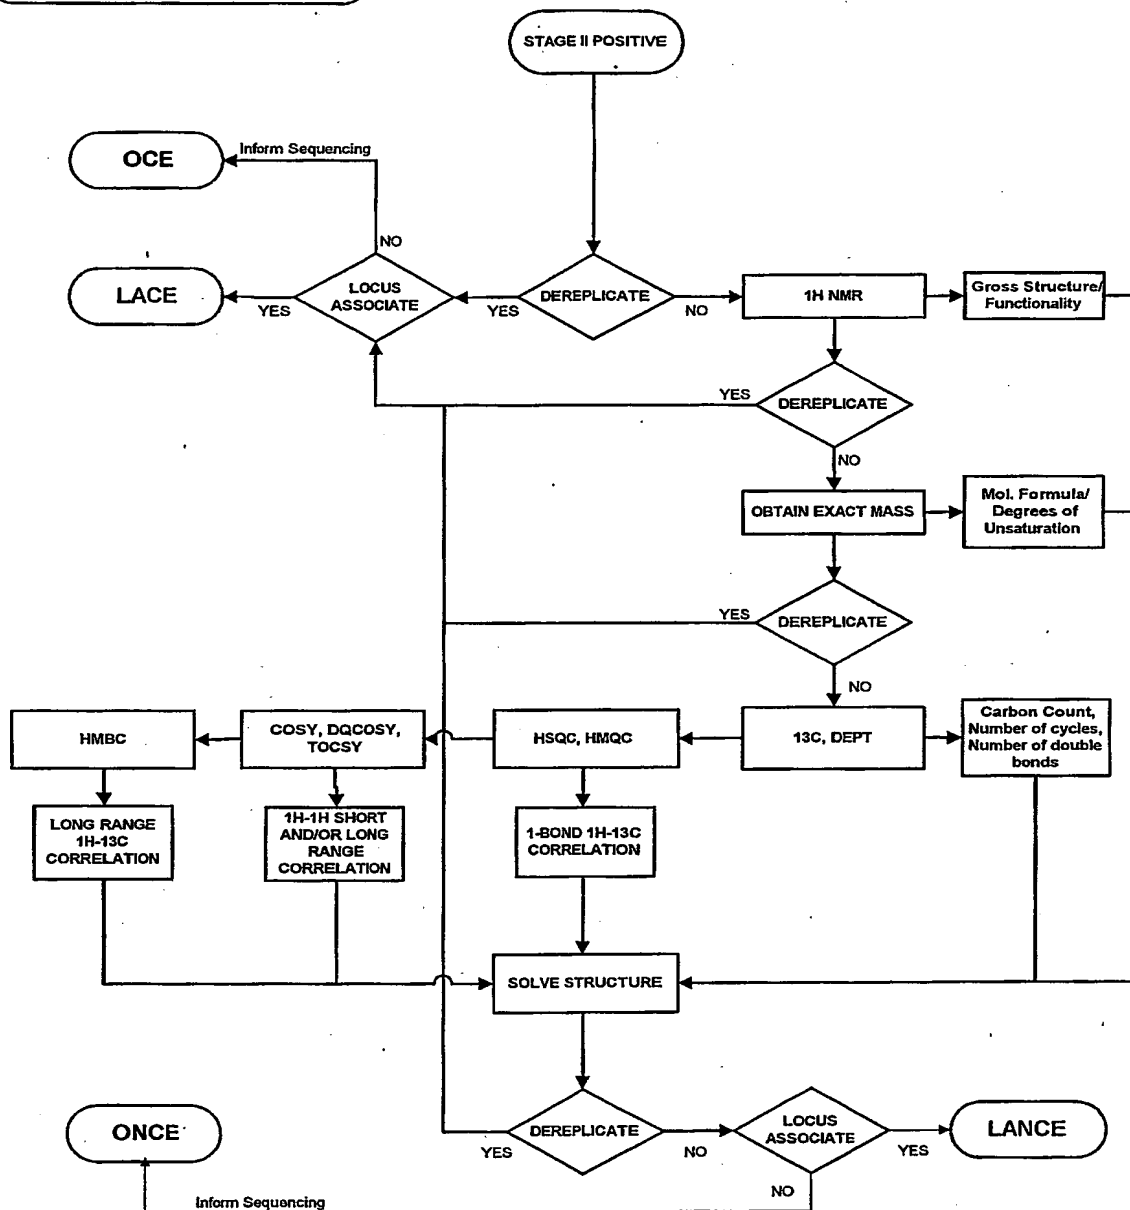 STAGE II POSITIVE
OCE
Inform Sequencing
NO
LACE
YES
LOCUS
ASSOCIATE
YES
DEREPLICATE
NO
1H NMR
Gross Structure/
Functionality
YES
DEREPLICATE
NO
OBTAIN EXACT MASS
Mol. Formula/
Degrees of
Unsaturation
YES
DEREPLICATE
NO
HMBC
COSY, DQCOSY,
TOCSY
HSQC, HMQC
13C, DEPT
Carbon Count,
Number of cycles,
Number of double
bonds
LONG RANGE
1H-13C
CORRELATION
1H-1H SHORT
AND/OR LONG
RANGE
CORRELATION
1-BOND 1H-13C
CORRELATION
SOLVE STRUCTURE
ONCE
YES
DEREPLICATE
NO
LOCUS
ASSOCIATE
YES
LANCE
NO
Inform Sequencing